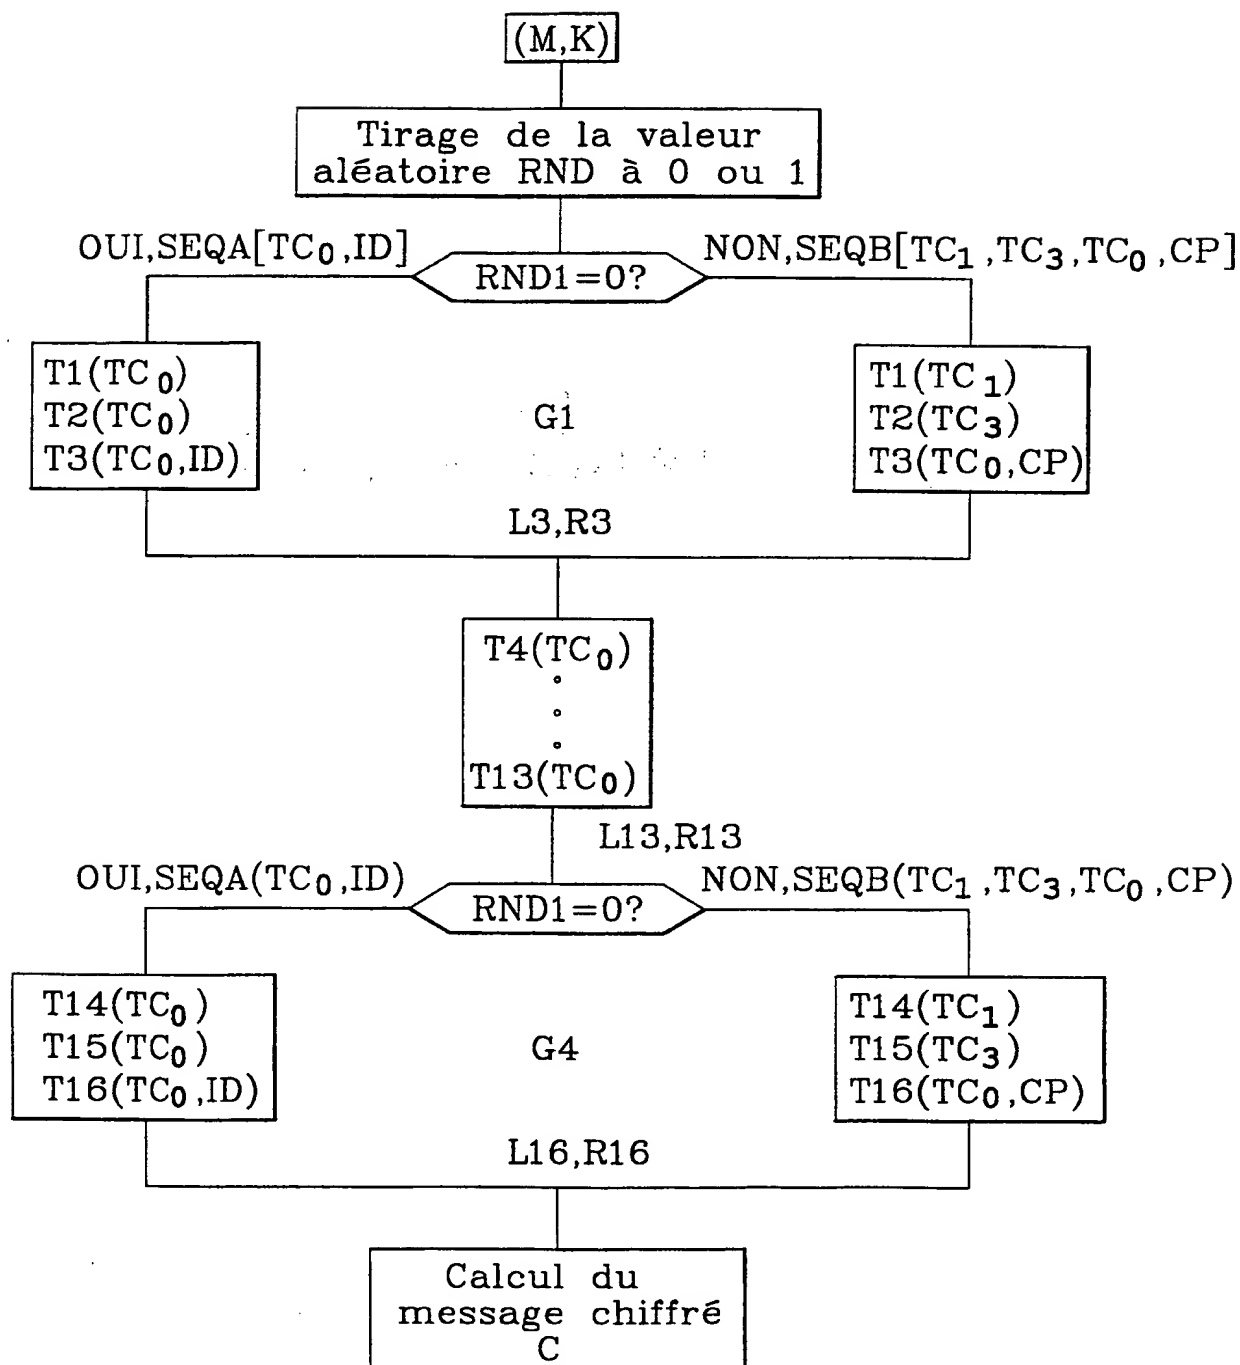 (M,K)
Tirage de la valeur
aléatoire RND à 0 ou 1
OUI,SEQA[TC0,ID]
RND1=0?
NON,SEQB[TC1,TC3,TC0,CP]
T1(TC0)
T2(TC0)
T3(TC0,ID)
G1
T1(TC1)
T2(TC3)
T3(TC0,CP)
L3,R3
T4(TC0)
T13(TC0)
L13,R13
OUI,SEQA(TC0,ID)
RND1=0?
NON,SEQB(TC1,TC3,TC0,CP)
T14(TC0)
T15(TC0)
T16(TC0,ID)
G4
T14(TC1)
T15(TC3)
T16(TC0,CP)
L16,R16
Calcul du
message chiffré
C